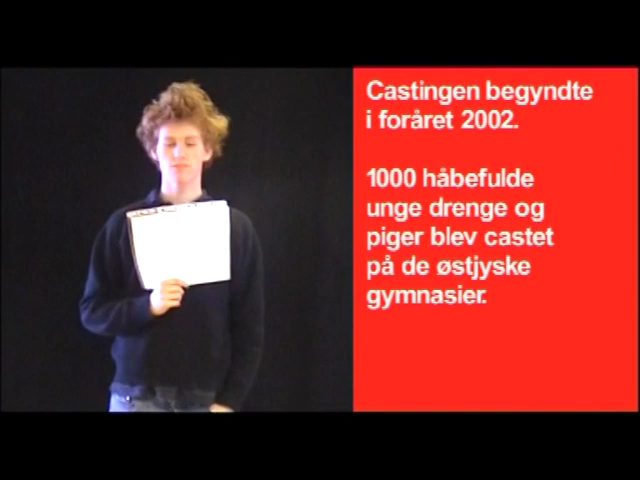 Castingen begyndte
i foråret 2002.
1000 håbefulde
unge drenge og
piger blev castet
på de østjyske
gymnasier.